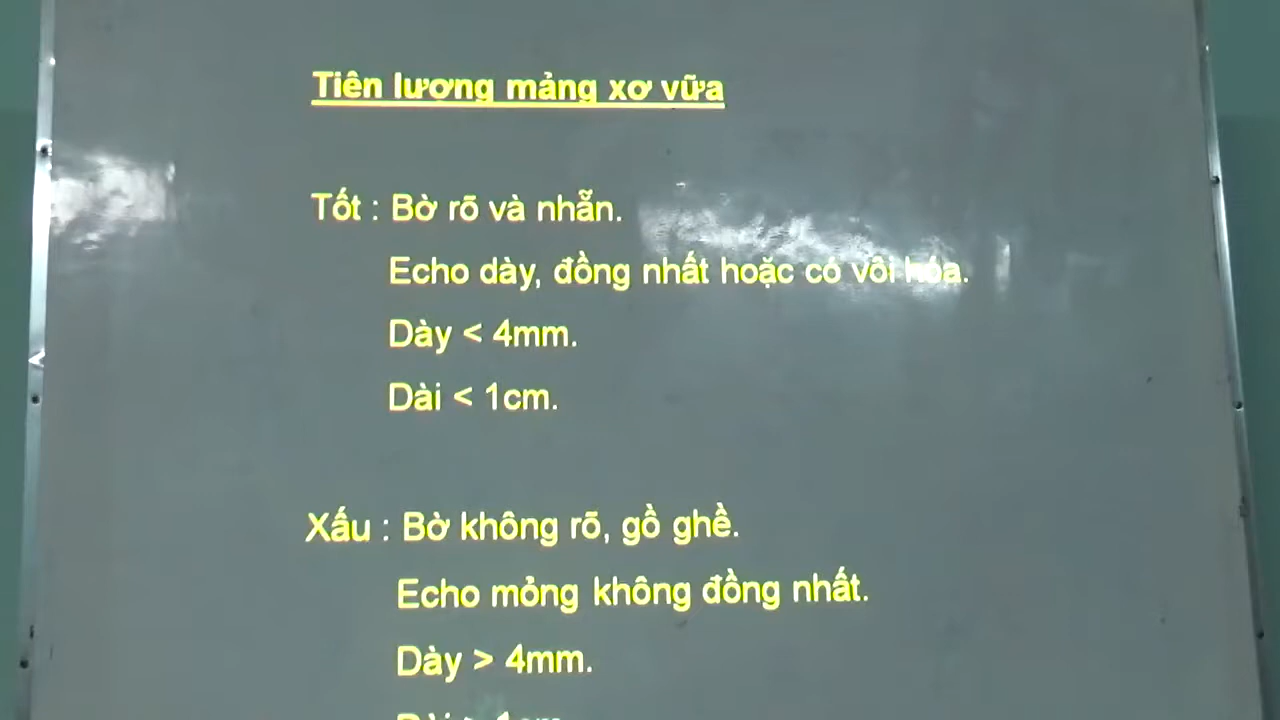 Tiên lương mảng xơ vữa
Tốt : Bờ rõ và nhẵn.
Echo dày, đồng nhất hoặc có vôi hóa.
Dày < 4mm.
Dài < 1cm.
Xấu : Bờ không rõ, gồ ghề.
Echo mỏng không đồng nhất.
Dày > 4mm.